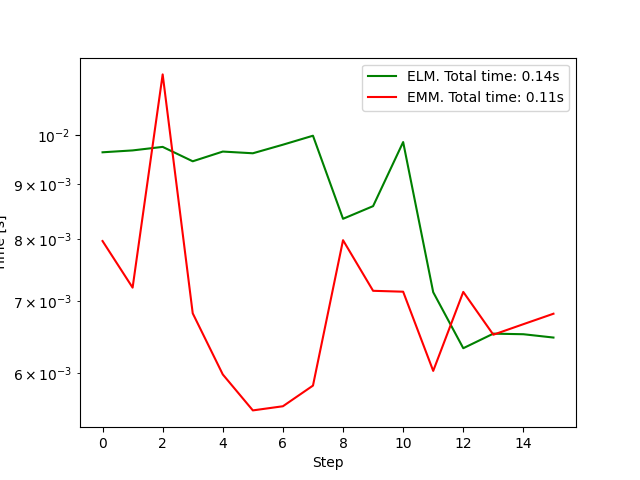 ELM. Total time: 0.14s
EMM. Total time: 0.11s
10⁻²
9 × 10⁻³
8 × 10⁻³
7 × 10⁻³
6 × 10⁻³
Time [s]
0 2 4 6 8 10 12 14
Step